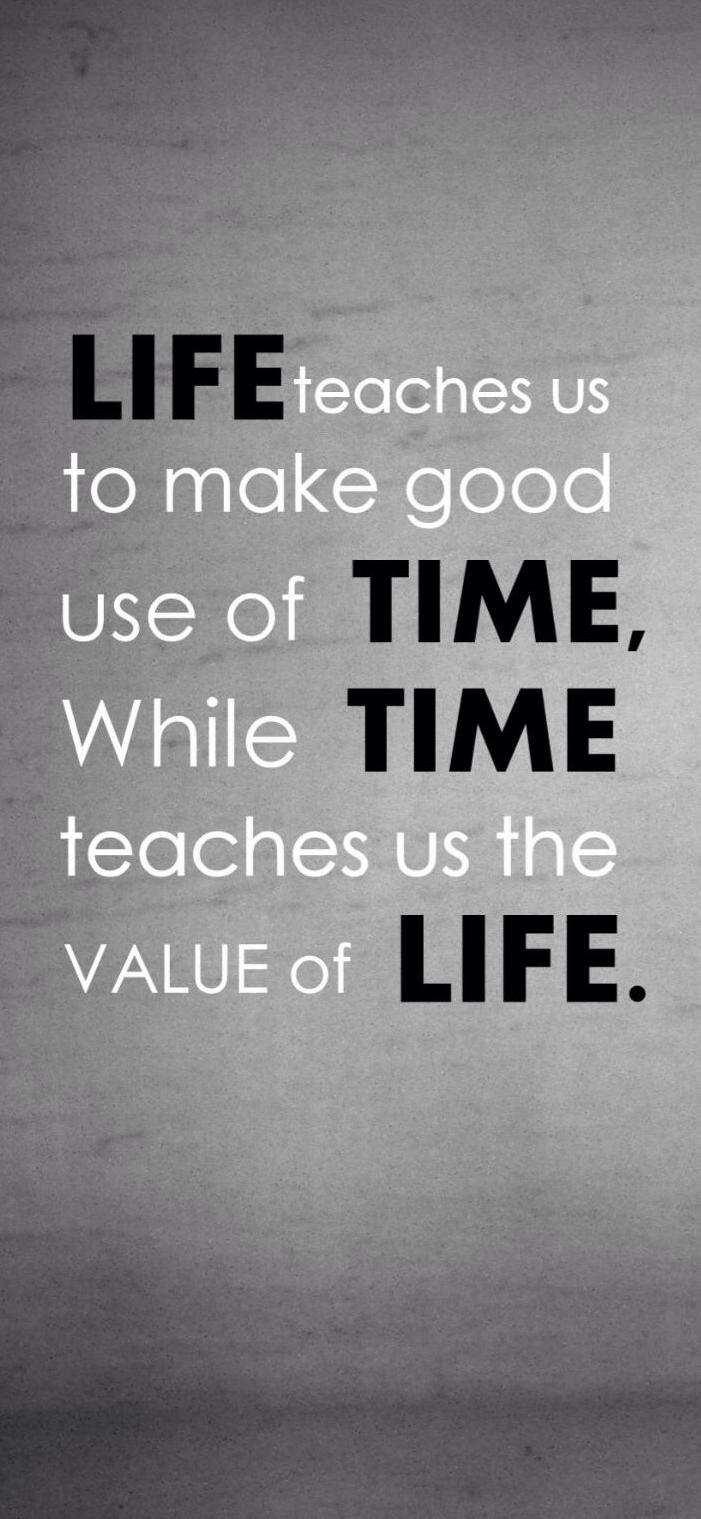 LIFE teaches us
to make good
use of TIME,
While TIME
teaches us the
VALUE of LIFE.